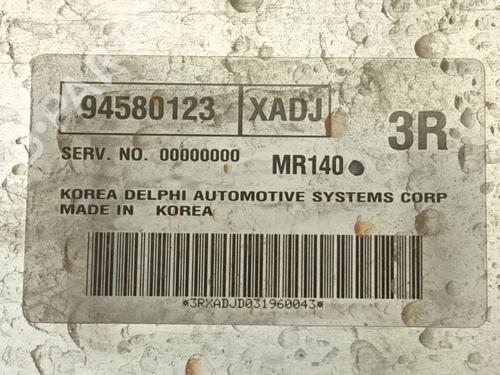 94580123 XADJ 3R
SERV. NO. 00000000 MR140
KOREA DELPHI AUTOMOTIVE SYSTEMS CORP
MADE IN KOREA
*3RXADJD031960043*